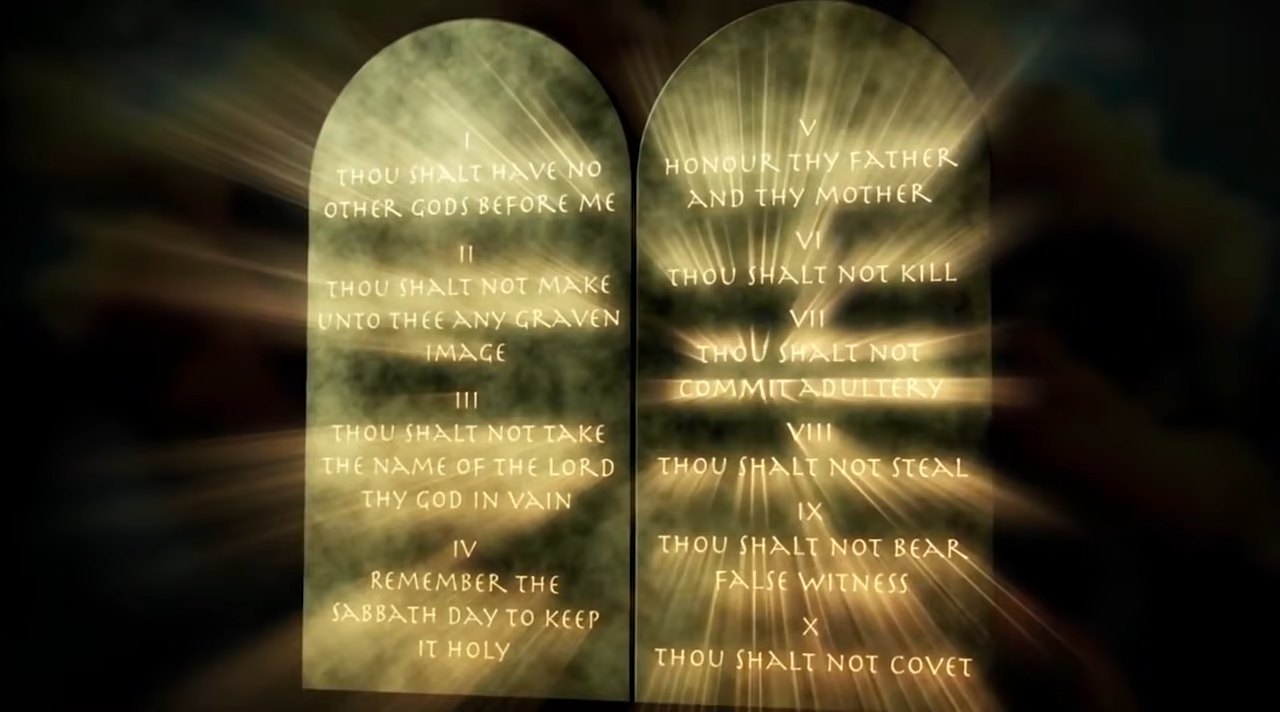 I
THOU SHALT HAVE NO
OTHER GODS BEFORE ME
II
THOU SHALT NOT MAKE
UNTO THEE ANY GRAVEN
IMAGE
III
THOU SHALT NOT TAKE
THE NAME OF THE LORD
THY GOD IN VAIN
IV
REMEMBER THE
SABBATH DAY TO KEEP
IT HOLY
V
HONOUR THY FATHER
AND THY MOTHER
VI
THOU SHALT NOT KILL
VII
THOU SHALT NOT
COMMIT ADULTERY
VIII
THOU SHALT NOT STEAL
IX
THOU SHALT NOT BEAR
FALSE WITNESS
X
THOU SHALT NOT COVET